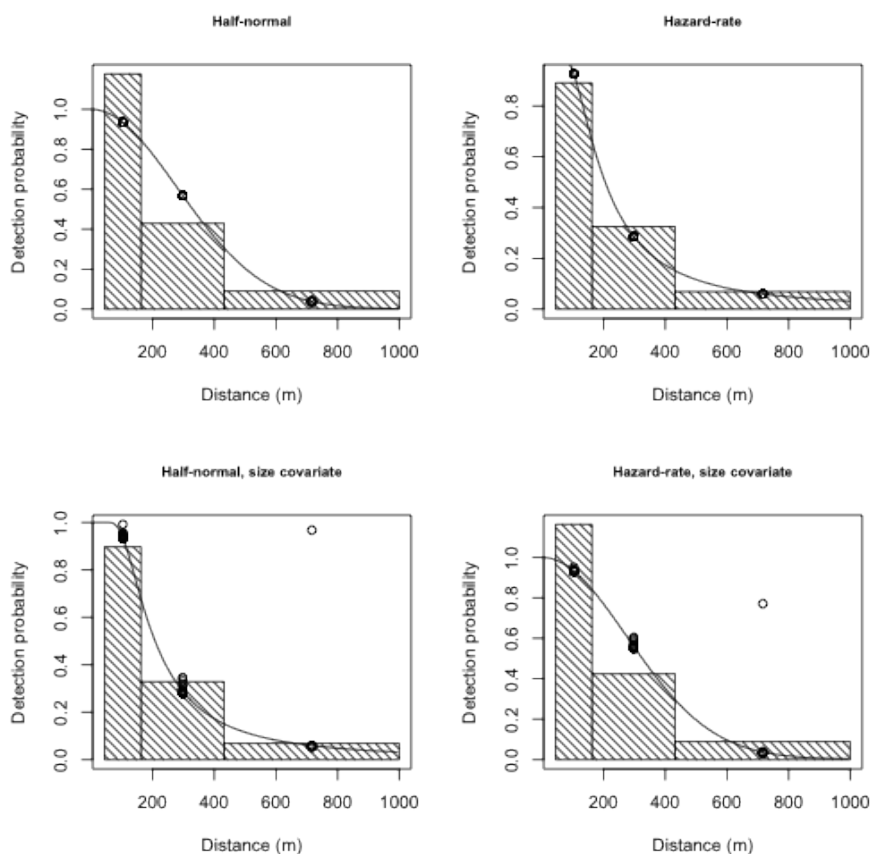 Half-normal
Detection probability
0.0 0.2 0.4 0.6 0.8 1.0
200 400 600 800 1000
Distance (m)
Hazard-rate
Detection probability
0.0 0.2 0.4 0.6 0.8
200 400 600 800 1000
Distance (m)
Half-normal, size covariate
Detection probability
0.0 0.2 0.4 0.6 0.8 1.0
200 400 600 800 1000
Distance (m)
Hazard-rate, size covariate
Detection probability
0.0 0.2 0.4 0.6 0.8 1.0
200 400 600 800 1000
Distance (m)